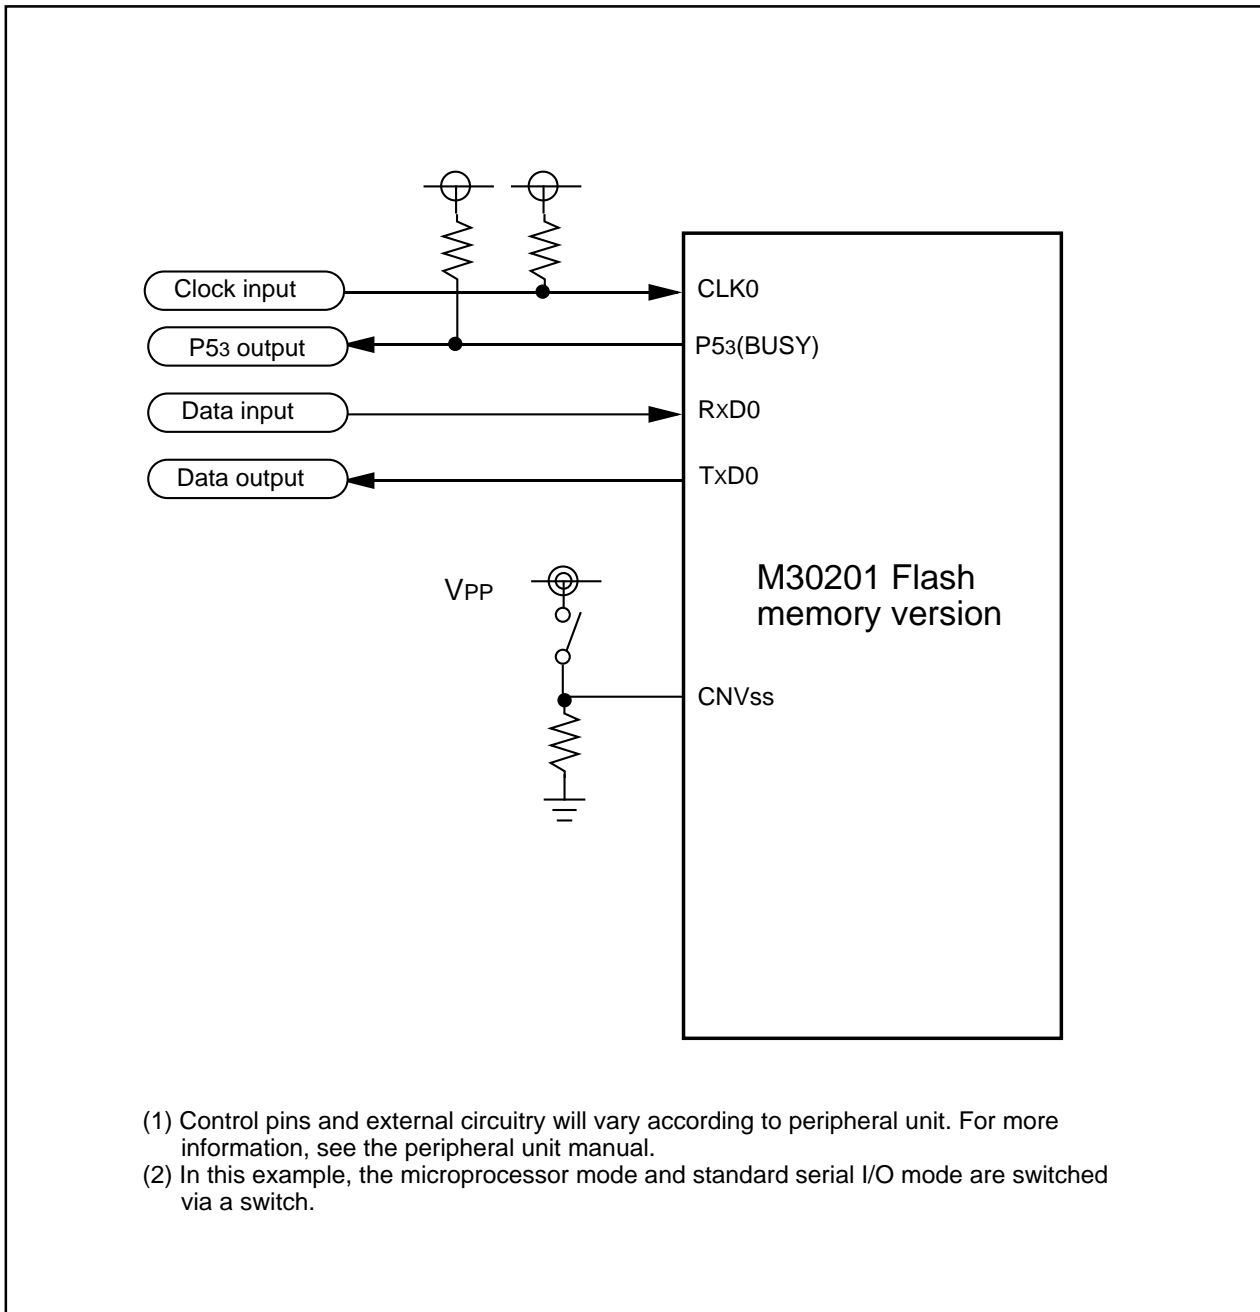 Clock input
CLK0
P53 output
P53(BUSY)
Data input
RxD0
Data output
TxD0
M30201 Flash
memory version
VPP
CNVss
(1) Control pins and external circuitry will vary according to peripheral unit. For more
information, see the peripheral unit manual.
(2) In this example, the microprocessor mode and standard serial I/O mode are switched
via a switch.